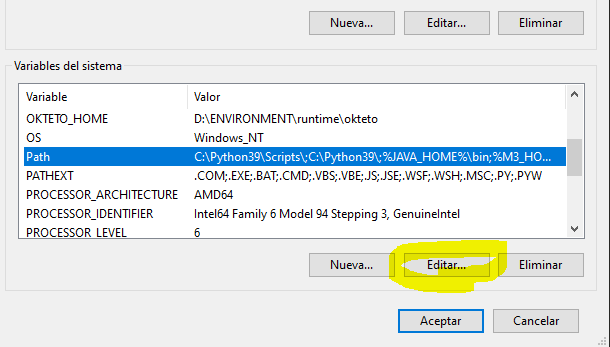 Nueva... Editar... Eliminar
Variables del sistema
Variable Valor
OKTETO_HOME D:\ENVIRONMENT\runtime\okteto
OS Windows_NT
Path C:\Python39\Scripts\;C:\Python39\;%JAVA_HOME%\bin;%M3_HO...
PATHEXT .COM;.EXE;.BAT;.CMD;.VBS;.VBE;.JS;.JSE;.WSF;.WSH;.MSC;.PY;.PYW
PROCESSOR_ARCHITECTURE AMD64
PROCESSOR_IDENTIFIER Intel64 Family 6 Model 94 Stepping 3, GenuineIntel
PROCESSOR_LEVEL 6
Nueva... Editar... Eliminar
Aceptar Cancelar